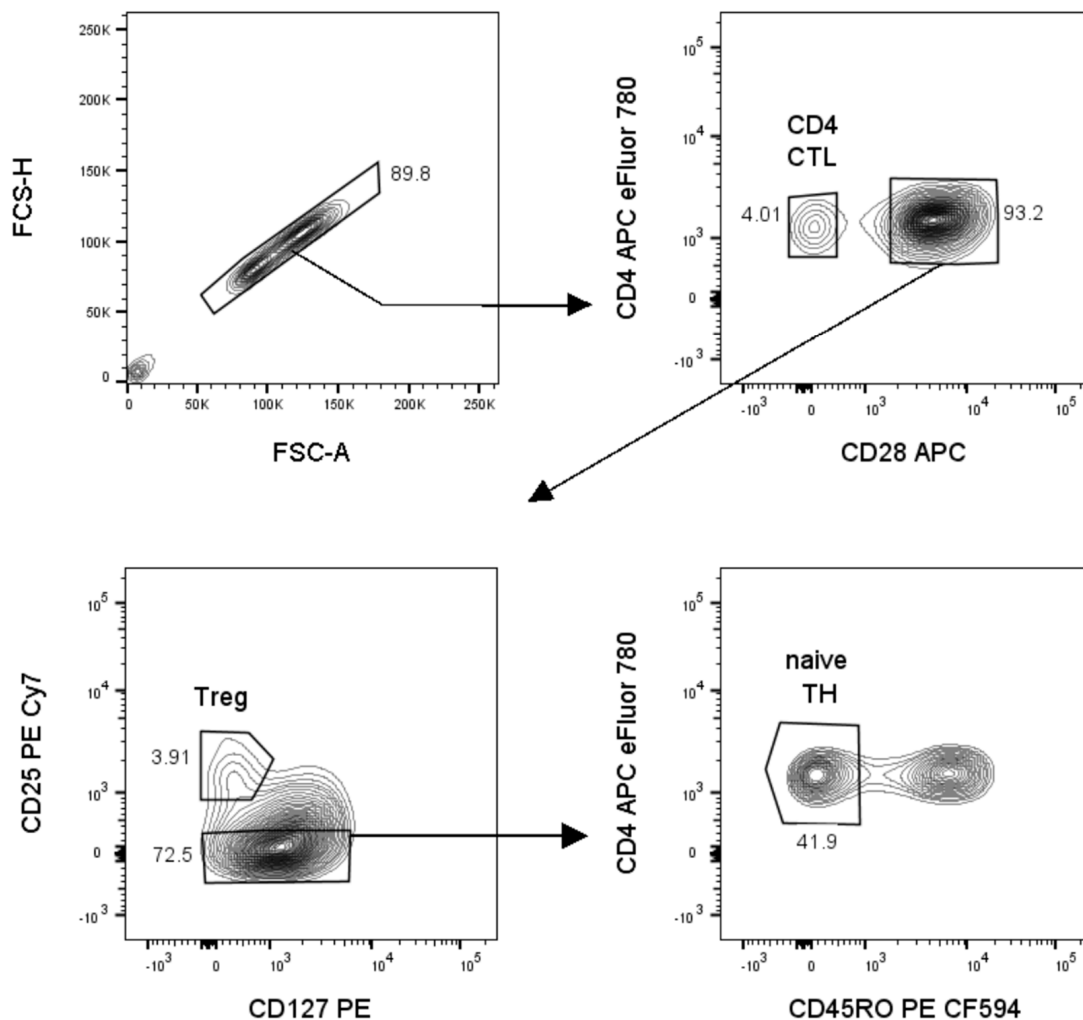 FCS-H
250K
200K
150K
100K
50K
0
89.8
0 50K 100K 150K 200K 250K
FSC-A
CD4 APC eFluor 780
10^5
10^4
10^3
0
-10^3
CD4
CTL
4.01
93.2
-10^3 0 10^3 10^4 10^5
CD28 APC
CD25 PE Cy7
10^5
10^4
10^3
0
-10^3
Treg
3.91
72.5
-10^3 0 10^3 10^4 10^5
CD127 PE
CD4 APC eFluor 780
10^5
10^4
10^3
0
-10^3
naive
TH
41.9
-10^3 0 10^3 10^4 10^5
CD45RO PE CF594